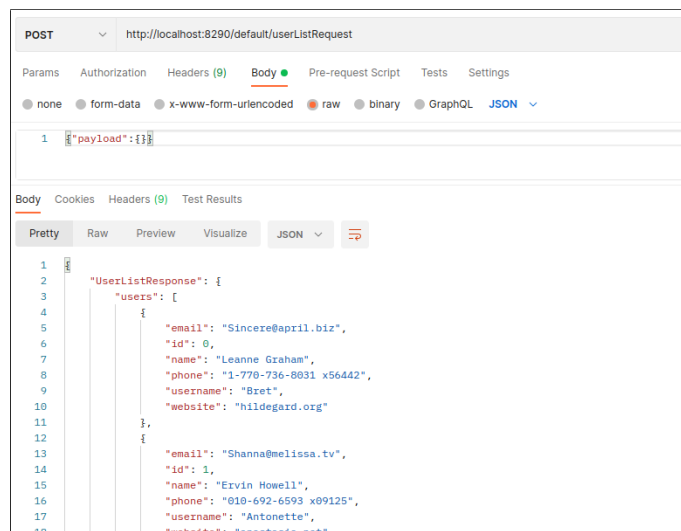 POST http://localhost:8290/default/userListRequest
Params Authorization Headers (9) Body Pre-request Script Tests Settings
none form-data x-www-form-urlencoded raw binary GraphQL JSON
1 {"payload":{}}
Body Cookies Headers (9) Test Results
Pretty Raw Preview Visualize JSON
1 {
2 "UserListResponse": {
3 "users": [
4 {
5 "email": "Sincere@april.biz",
6 "id": 0,
7 "name": "Leanne Graham",
8 "phone": "1-770-736-8031 x56442",
9 "username": "Bret",
10 "website": "hildegard.org"
11 },
12 {
13 "email": "Shanna@melissa.tv",
14 "id": 1,
15 "name": "Ervin Howell",
16 "phone": "010-692-6593 x09125",
17 "username": "Antonette",